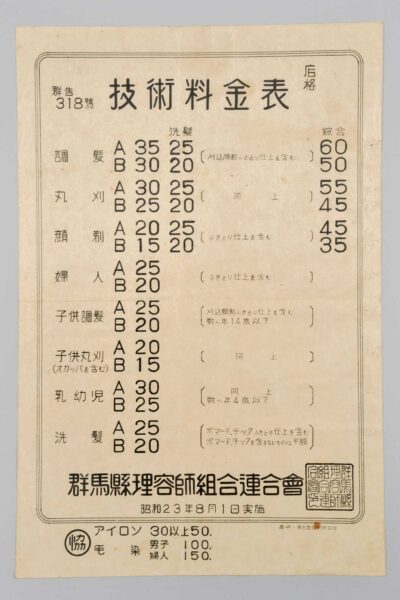 群告
318號
技術料金表
店格
洗髮 綜合
調髮 A 35 25 (刈込顔剃ふきとり仕上を含む) 60
B 30 20 50
丸刈 A 30 25 (同上) 55
B 25 20 45
顔剃 A 20 25 (ふきとり仕上を含む) 45
B 15 20 35
婦人 A 25 (ふきとり仕上を含む)
B 20
子供調髮 A 25 (刈込顔剃ふきとり仕上を含む
B 20 数へ年14歳以下)
子供丸刈 A 20 (同上)
(オカッパを含む) B 15
乳幼児 A 30 (同上
B 25 数へ年4歳以下)
洗髮 A 25 (ポマード、チックふきとり仕上を含む
B 20 ポマード、チックを含まないものは半額)
群馬縣理容師組合連合會
昭和23年8月1日実施
協 アイロン 30以上50.
毛染 男子 100.
婦人 150.